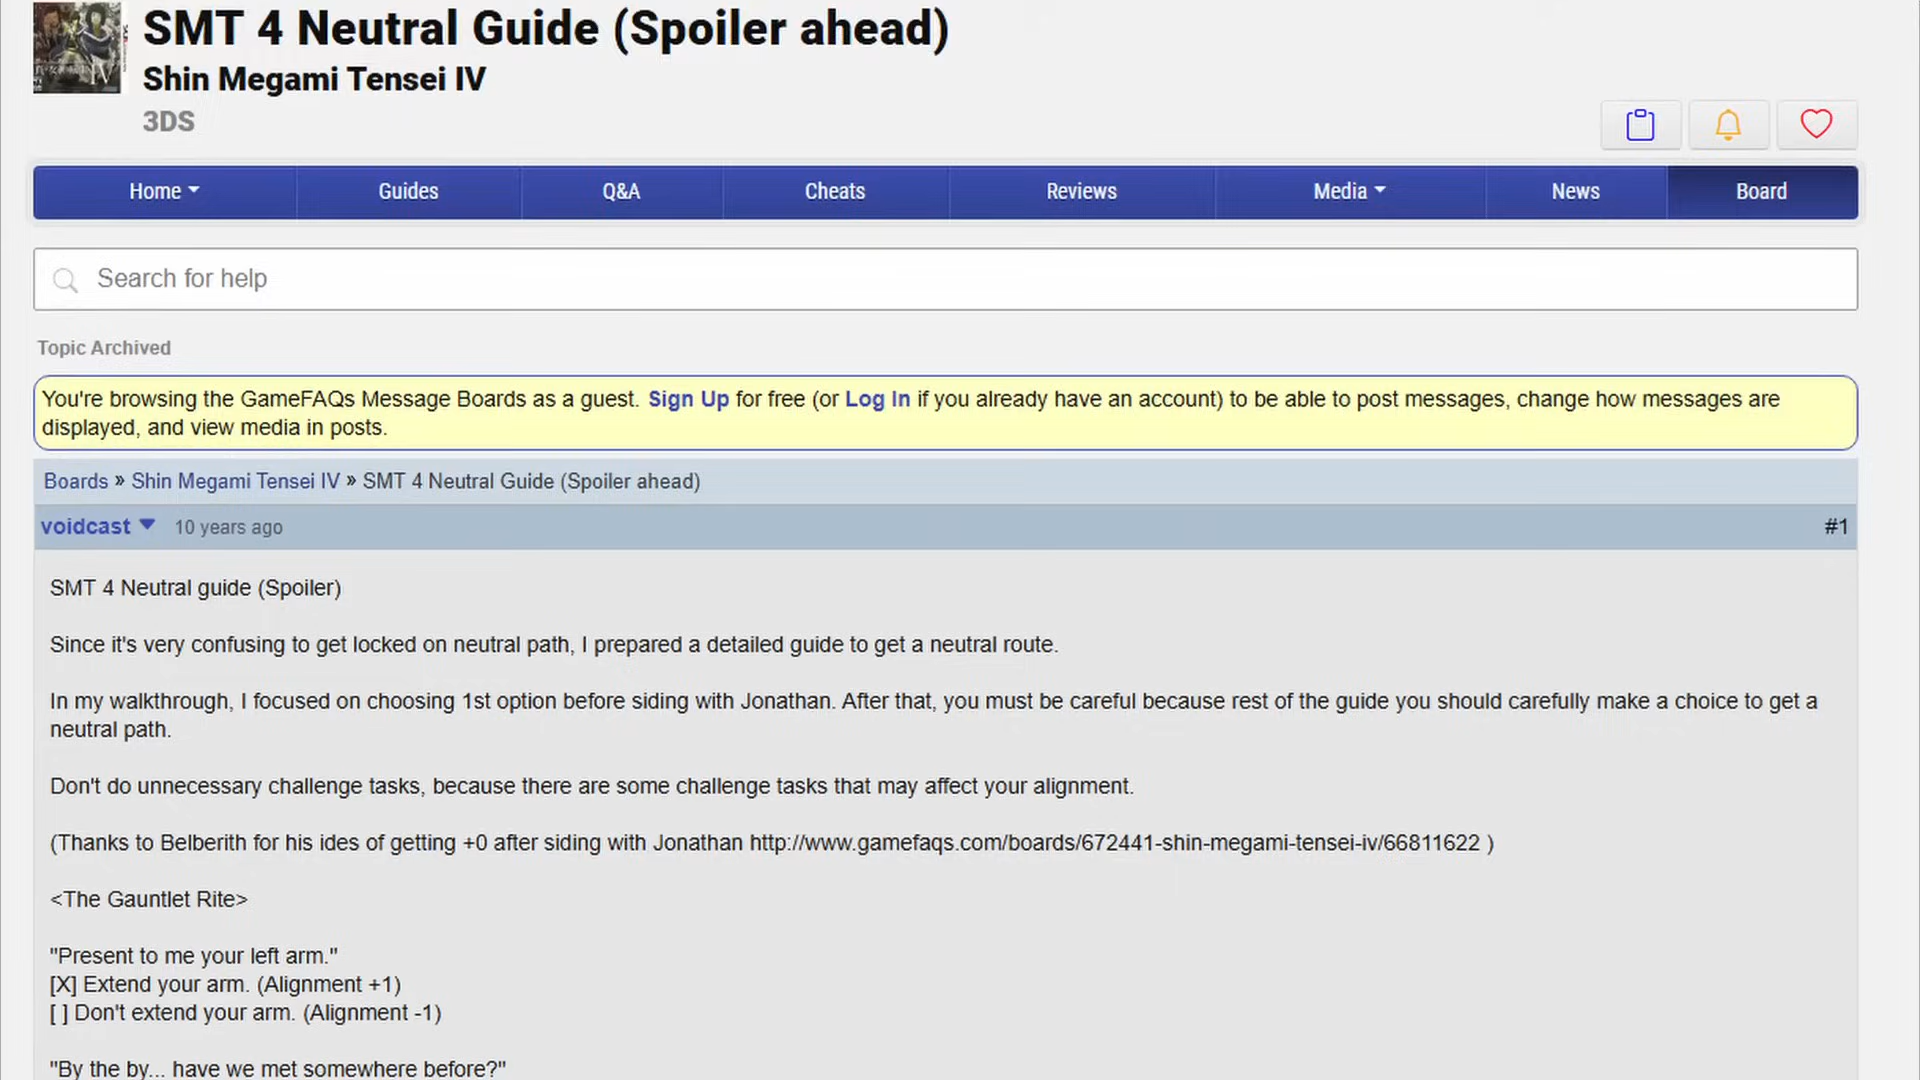 SMT 4 Neutral Guide (Spoiler ahead)
Shin Megami Tensei IV
3DS
Home
Guides
Q&A
Cheats
Reviews
Media
News
Board
Search for help
Topic Archived
You're browsing the GameFAQs Message Boards as a guest. Sign Up for free (or Log In if you already have an account) to be able to post messages, change how messages are
displayed, and view media in posts.
Boards » Shin Megami Tensei IV » SMT 4 Neutral Guide (Spoiler ahead)
voidcast 10 years ago #1
SMT 4 Neutral guide (Spoiler)
Since it's very confusing to get locked on neutral path, I prepared a detailed guide to get a neutral route.
In my walkthrough, I focused on choosing 1st option before siding with Jonathan. After that, you must be careful because rest of the guide you should carefully make a choice to get a
neutral path.
Don't do unnecessary challenge tasks, because there are some challenge tasks that may affect your alignment.
(Thanks to Belberith for his ides of getting +0 after siding with Jonathan http://www.gamefaqs.com/boards/672441-shin-megami-tensei-iv/66811622 )
<The Gauntlet Rite>
"Present to me your left arm."
[X] Extend your arm. (Alignment +1)
[ ] Don't extend your arm. (Alignment -1)
"By the by... have we met somewhere before?"